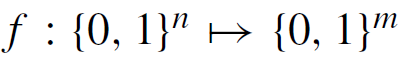 f : {0, 1}ⁿ ↦ {0, 1}ᵐ